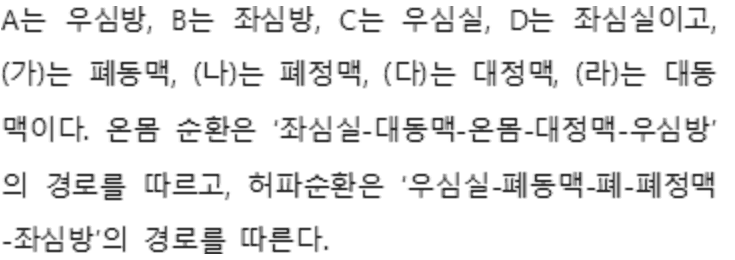 A는 우심방, B는 좌심방, C는 우심실, D는 좌심실이고,
(가)는 폐동맥, (나)는 폐정맥, (다)는 대정맥, (라)는 대동
맥이다. 온몸 순환은 ‘좌심실-대동맥-온몸-대정맥-우심방’
의 경로를 따르고, 허파순환은 ‘우심실-폐동맥-폐-폐정맥
-좌심방’의 경로를 따른다.